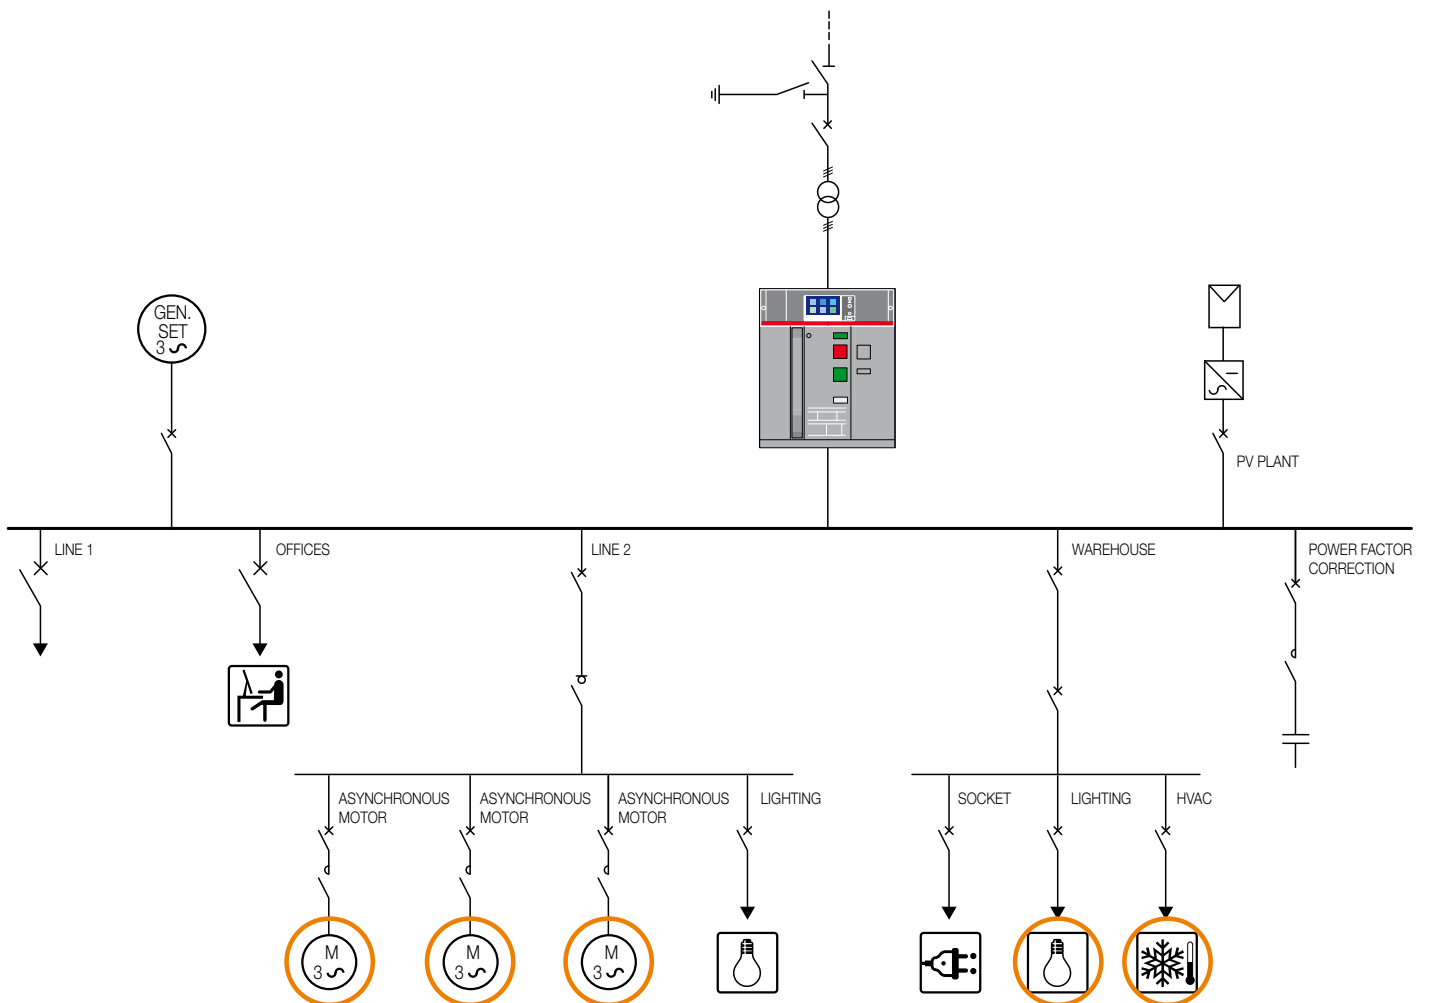 GEN.
SET
3
PV PLANT
LINE 1
OFFICES
LINE 2
WAREHOUSE
POWER FACTOR
CORRECTION
ASYNCHRONOUS
MOTOR
ASYNCHRONOUS
MOTOR
ASYNCHRONOUS
MOTOR
LIGHTING
SOCKET
LIGHTING
HVAC
M
3
M
3
M
3